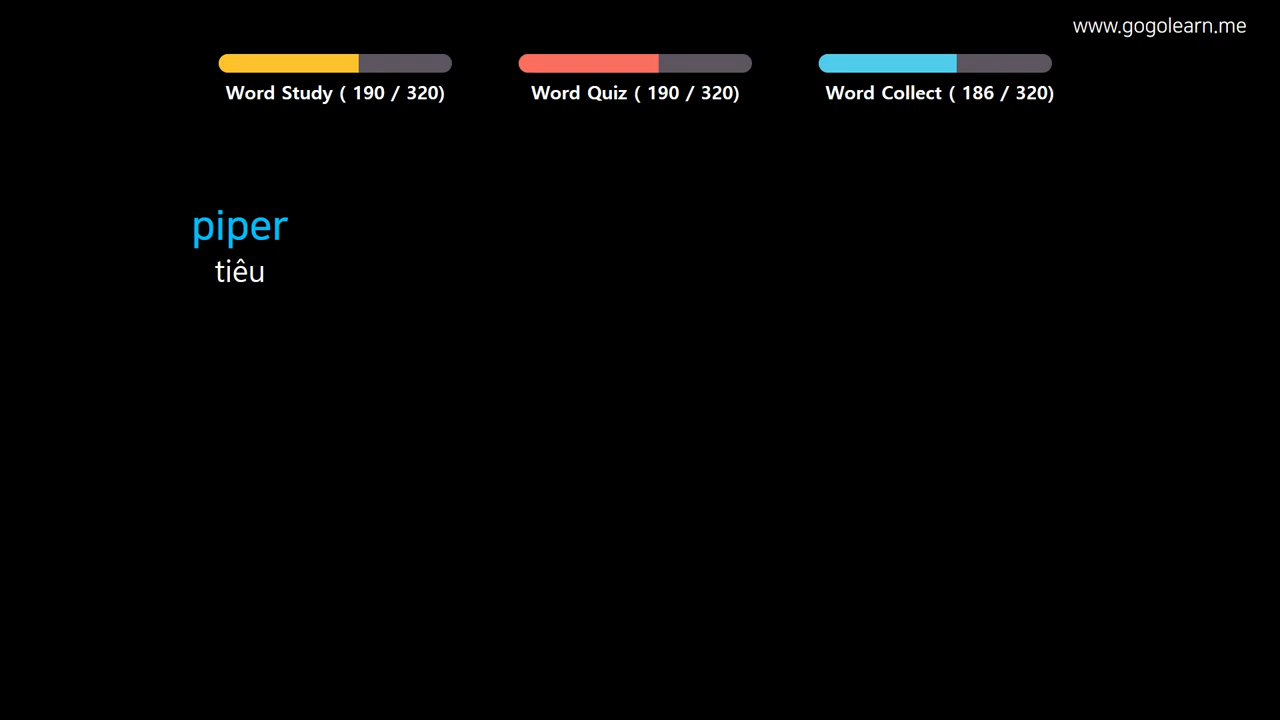 www.gogolearn.me
Word Study ( 190 / 320)
Word Quiz ( 190 / 320)
Word Collect ( 186 / 320)
piper
tiêu